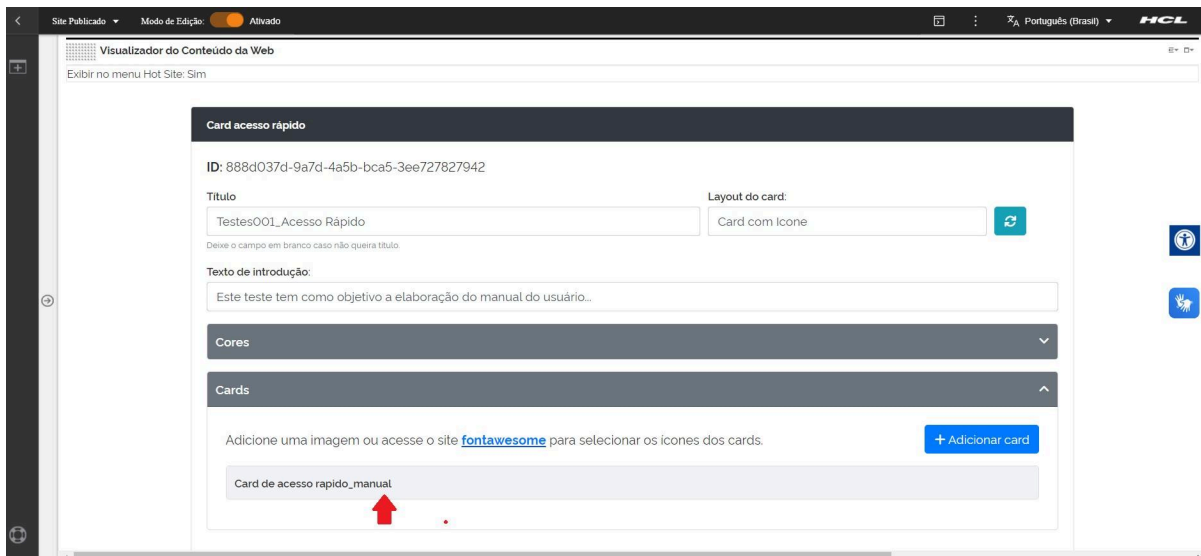 Site Publicado Modo de Edição: Ativado Português (Brasil) HCL
Visualizador do Conteúdo da Web
Exibir no menu Hot Site: Sim
Card acesso rápido
ID: 888d037d-9a7d-4a5b-bca5-3ee727827942
Título Layout do card:
Testes001_Acesso Rápido Card com Icone
Deixe o campo em branco caso não queira título.
Texto de introdução:
Este teste tem como objetivo a elaboração do manual do usuário...
Cores
Cards
Adicione uma imagem ou acesse o site fontawesome para selecionar os ícones dos cards. + Adicionar card
Card de acesso rapido_manual